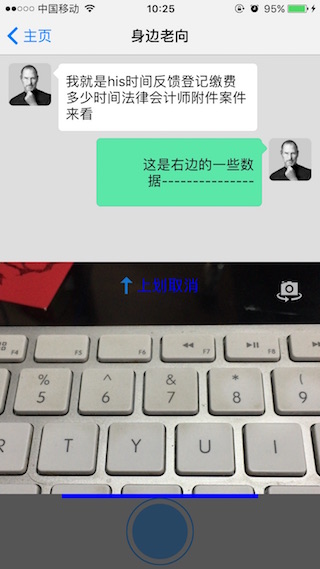 中国移动 10:25 95%
主页 身边老向
我就是his时间反馈登记缴费
多少时间法律会计师附件案件
来看
这是右边的一些数
据---------------
上划取消
F4 F5 F6 F7 F8 F9
% ^ & * (
5 6 7 8 9
R T Y U I